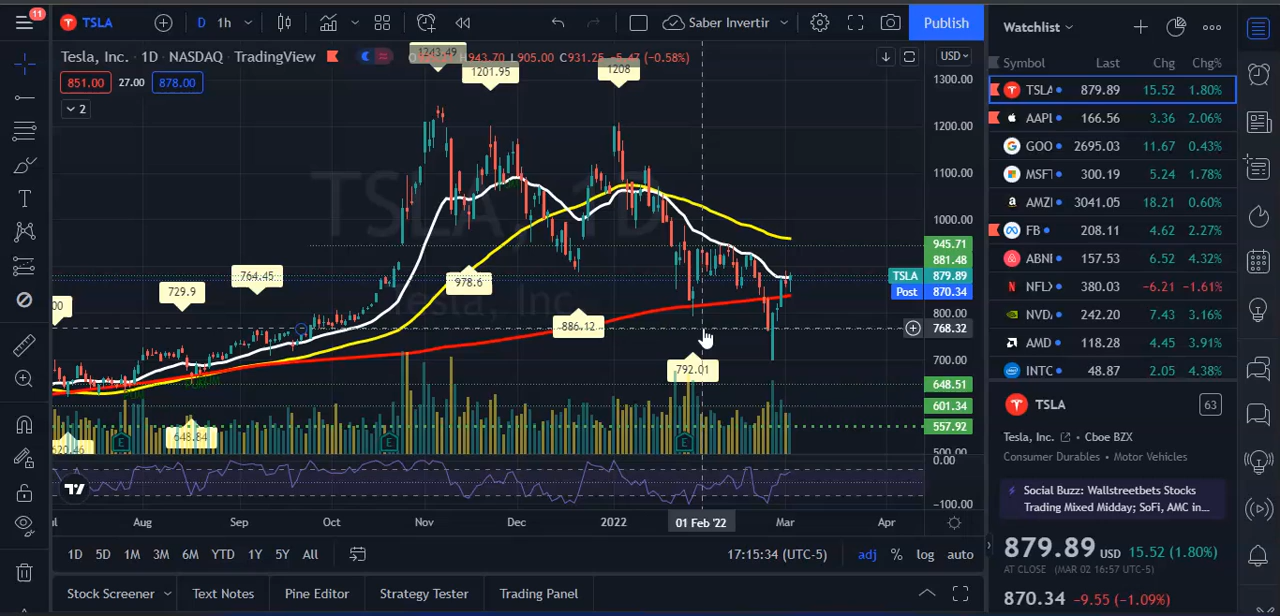 11
TSLA
D 1h
Saber Invertir
Publish
Tesla, Inc. · 1D · NASDAQ · TradingView
943.70 L905.00 C931.25 −5.47 (−0.58%)
USD
851.00 27.00 878.00
2
TSLA, 1D
Tesla, Inc.
1243.49
1201.95
1208
764.45
729.9
978.6
886.12
792.01
648.84
E
E
E
1300.00
1200.00
1100.00
1000.00
945.71
881.48
TSLA 879.89
Post 870.34
800.00
768.32
700.00
648.51
601.34
557.92
500.00
0.00
−100.00
Aug Sep Oct Nov Dec 2022 01 Feb '22 Mar Apr
1D 5D 1M 3M 6M YTD 1Y 5Y All
17:15:34 (UTC-5) adj % log auto
Stock Screener Text Notes Pine Editor Strategy Tester Trading Panel
Watchlist
Symbol Last Chg Chg%
TSLA 879.89 15.52 1.80%
AAPL 166.56 3.36 2.06%
GOO 2695.03 11.67 0.43%
MSFT 300.19 5.24 1.78%
AMZI 3041.05 18.21 0.60%
FB 208.11 4.62 2.27%
ABNI 157.53 6.52 4.32%
NFL 380.03 −6.21 −1.61%
NVD 242.20 7.43 3.16%
AMD 118.28 4.45 3.91%
INTC 48.87 2.05 4.38%
TSLA
63
Tesla, Inc. · Cboe BZX
Consumer Durables · Motor Vehicles
Social Buzz: Wallstreetbets Stocks
Trading Mixed Midday; SoFi, AMC in...
879.89 USD 15.52 (1.80%)
AT CLOSE (MAR 02 16:57 UTC-5)
870.34 −9.55 (−1.09%)